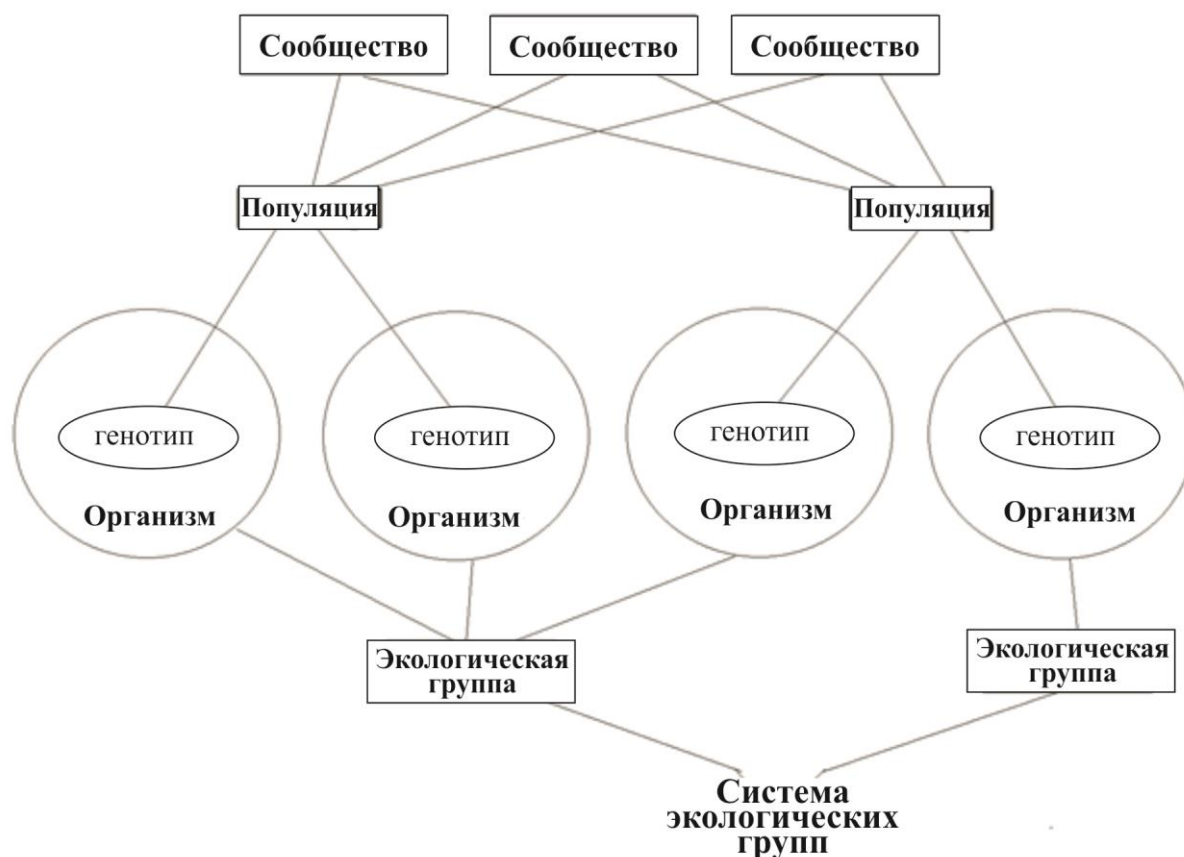 Сообщество
Сообщество
Сообщество
Популяция
Популяция
генотип
генотип
генотип
генотип
Организм
Организм
Организм
Организм
Экологическая
группа
Экологическая
группа
Система
экологических
групп